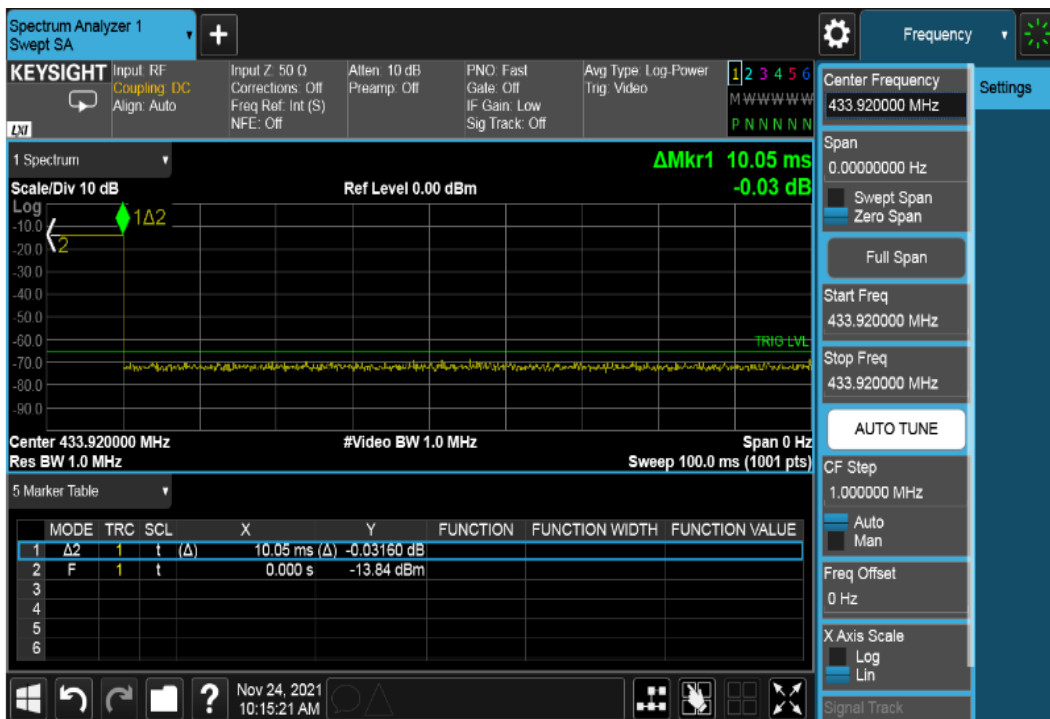 Spectrum Analyzer 1
Swept SA
+
Frequency
KEYSIGHT
LXI
Input: RF
Coupling: DC
Align: Auto
Input Z: 50 Ω
Corrections: Off
Freq Ref: Int (S)
NFE: Off
Atten: 10 dB
Preamp: Off
PNO: Fast
Gate: Off
IF Gain: Low
Sig Track: Off
Avg Type: Log-Power
Trig: Video
1 2 3 4 5 6
M W W W W W
P N N N N N
1 Spectrum
ΔMkr1 10.05 ms
-0.03 dB
Scale/Div 10 dB
Ref Level 0.00 dBm
Log
-10.0
-20.0
-30.0
-40.0
-50.0
-60.0
-70.0
-80.0
-90.0
1Δ2
2
TRIG LVL
Center 433.920000 MHz
#Video BW 1.0 MHz
Span 0 Hz
Res BW 1.0 MHz
Sweep 100.0 ms (1001 pts)
5 Marker Table
MODE TRC SCL X Y FUNCTION FUNCTION WIDTH FUNCTION VALUE
1 Δ2 1 t (Δ) 10.05 ms (Δ) -0.03160 dB
2 F 1 t 0.000 s -13.84 dBm
3
4
5
6
?
Nov 24, 2021
10:15:21 AM
Center Frequency
433.920000 MHz
Span
0.00000000 Hz
Swept Span
Zero Span
Full Span
Start Freq
433.920000 MHz
Stop Freq
433.920000 MHz
AUTO TUNE
CF Step
1.000000 MHz
Auto
Man
Freq Offset
0 Hz
X Axis Scale
Log
Lin
Signal Track
Settings